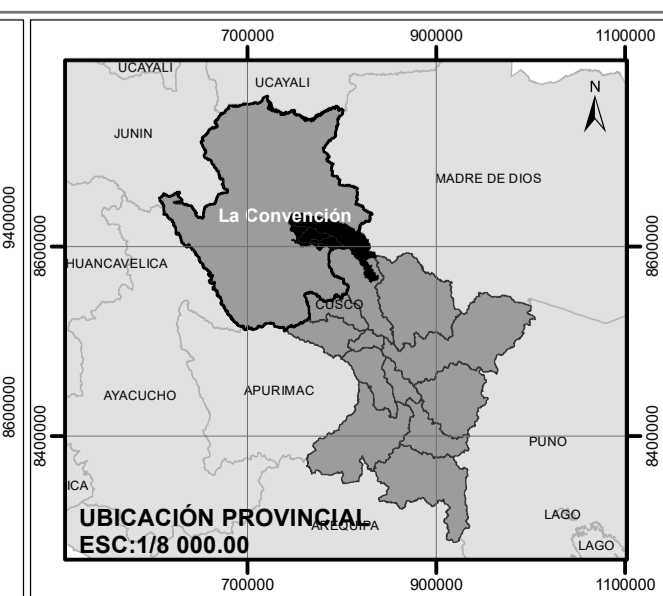 700000 900000 1100000
UCAYALI
UCAYALI
N
JUNIN
MADRE DE DIOS
9400000
La Convención
8600000 8600000
HUANCAVELICA
CUSCO
AYACUCHO APURIMAC
8600000
8400000 8400000
PUNO
ICA
LAGO
UBICACIÓN PROVINCIAL
AREQUIPA
ESC:1/8 000.00
LAGO
700000 900000 1100000